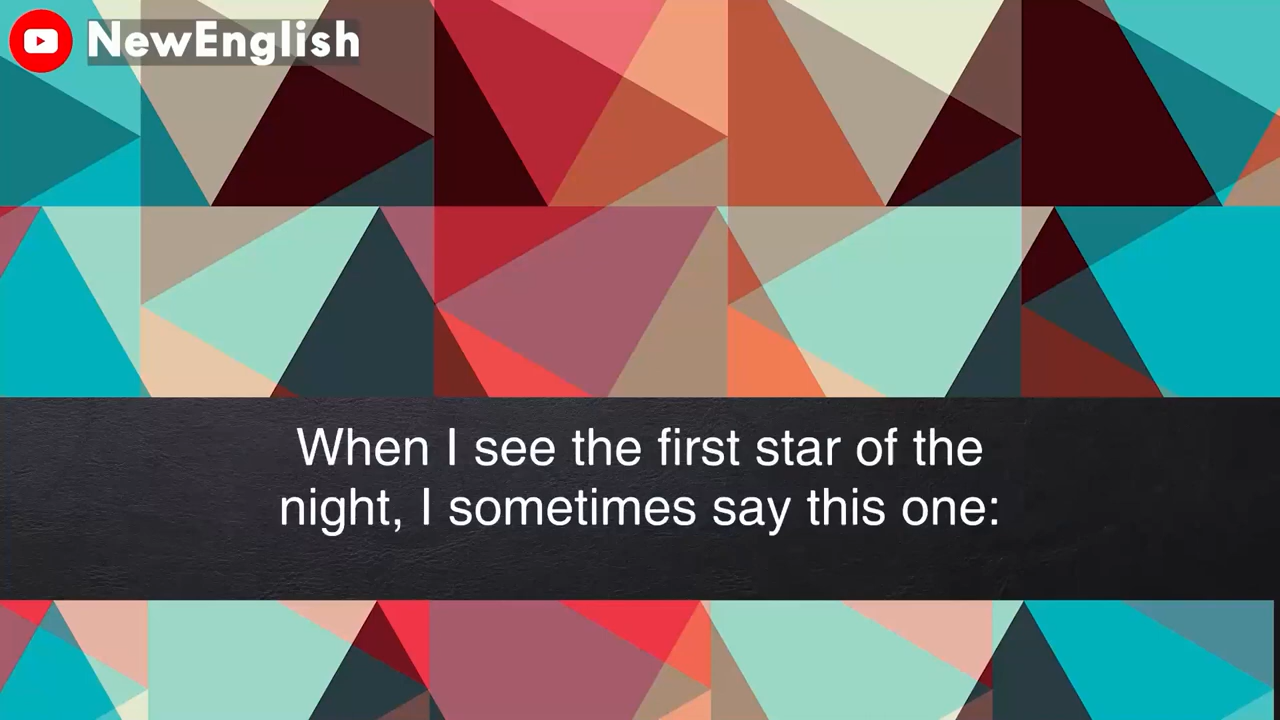 NewEnglish
When I see the first star of the
night, I sometimes say this one: